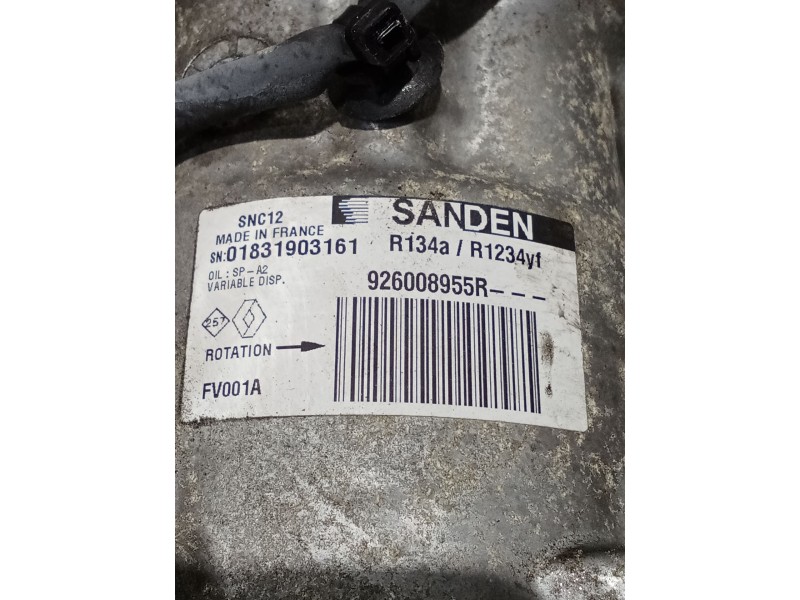 SNC12
MADE IN FRANCE
SN:01831903161
OIL: SP-A2
VARIABLE DISP.
SANDEN
R134a / R1234yf
926008955R---
257
ROTATION
FV001A